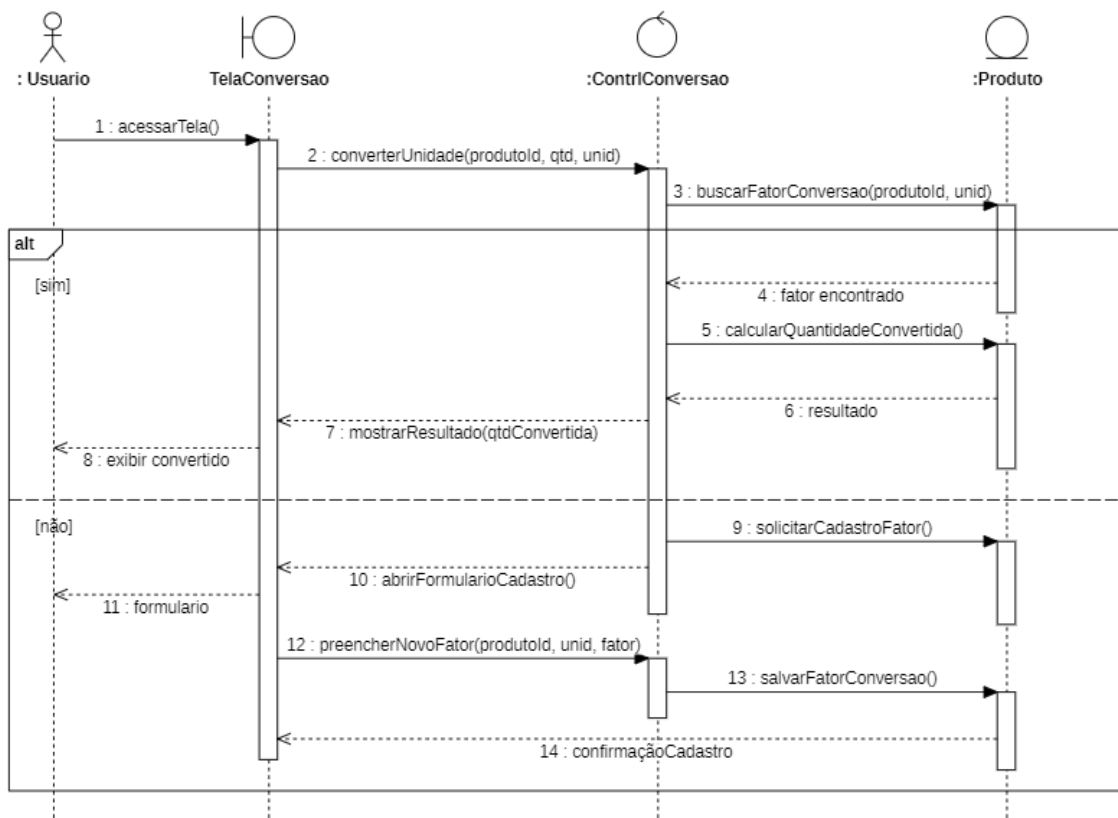 : Usuario
TelaConversao
:ContrlConversao
:Produto
1 : acessarTela()
2 : converterUnidade(produtoId, qtd, unid)
3 : buscarFatorConversao(produtoId, unid)
alt
[sim]
4 : fator encontrado
5 : calcularQuantidadeConvertida()
6 : resultado
7 : mostrarResultado(qtdConvertida)
8 : exibir convertido
[não]
9 : solicitarCadastroFator()
10 : abrirFormularioCadastro()
11 : formulario
12 : preencherNovoFator(produtoId, unid, fator)
13 : salvarFatorConversao()
14 : confirmaçãoCadastro